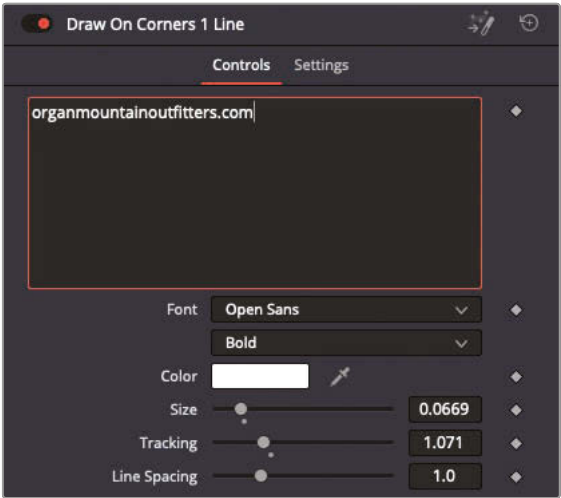 Draw On Corners 1 Line
Controls Settings
organmountainoutfitters.com
Font Open Sans
Bold
Color
Size 0.0669
Tracking 1.071
Line Spacing 1.0